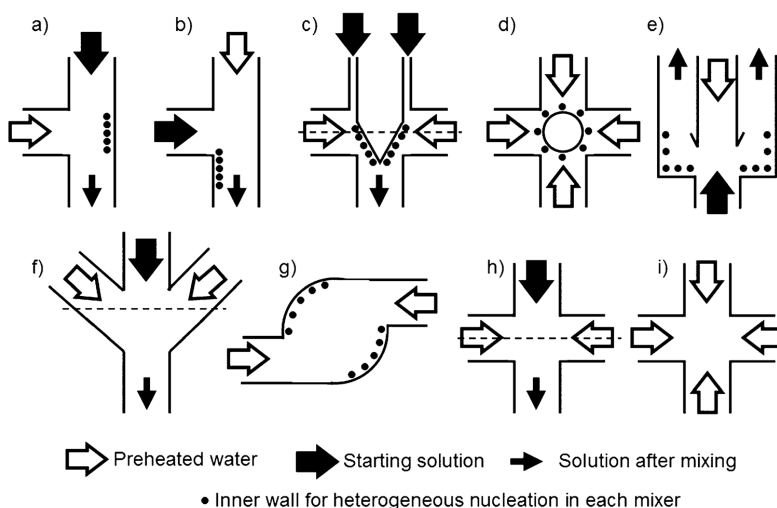 a) b) c) d) e)
f) g) h) i)
Preheated water Starting solution Solution after mixing
Inner wall for heterogeneous nucleation in each mixer